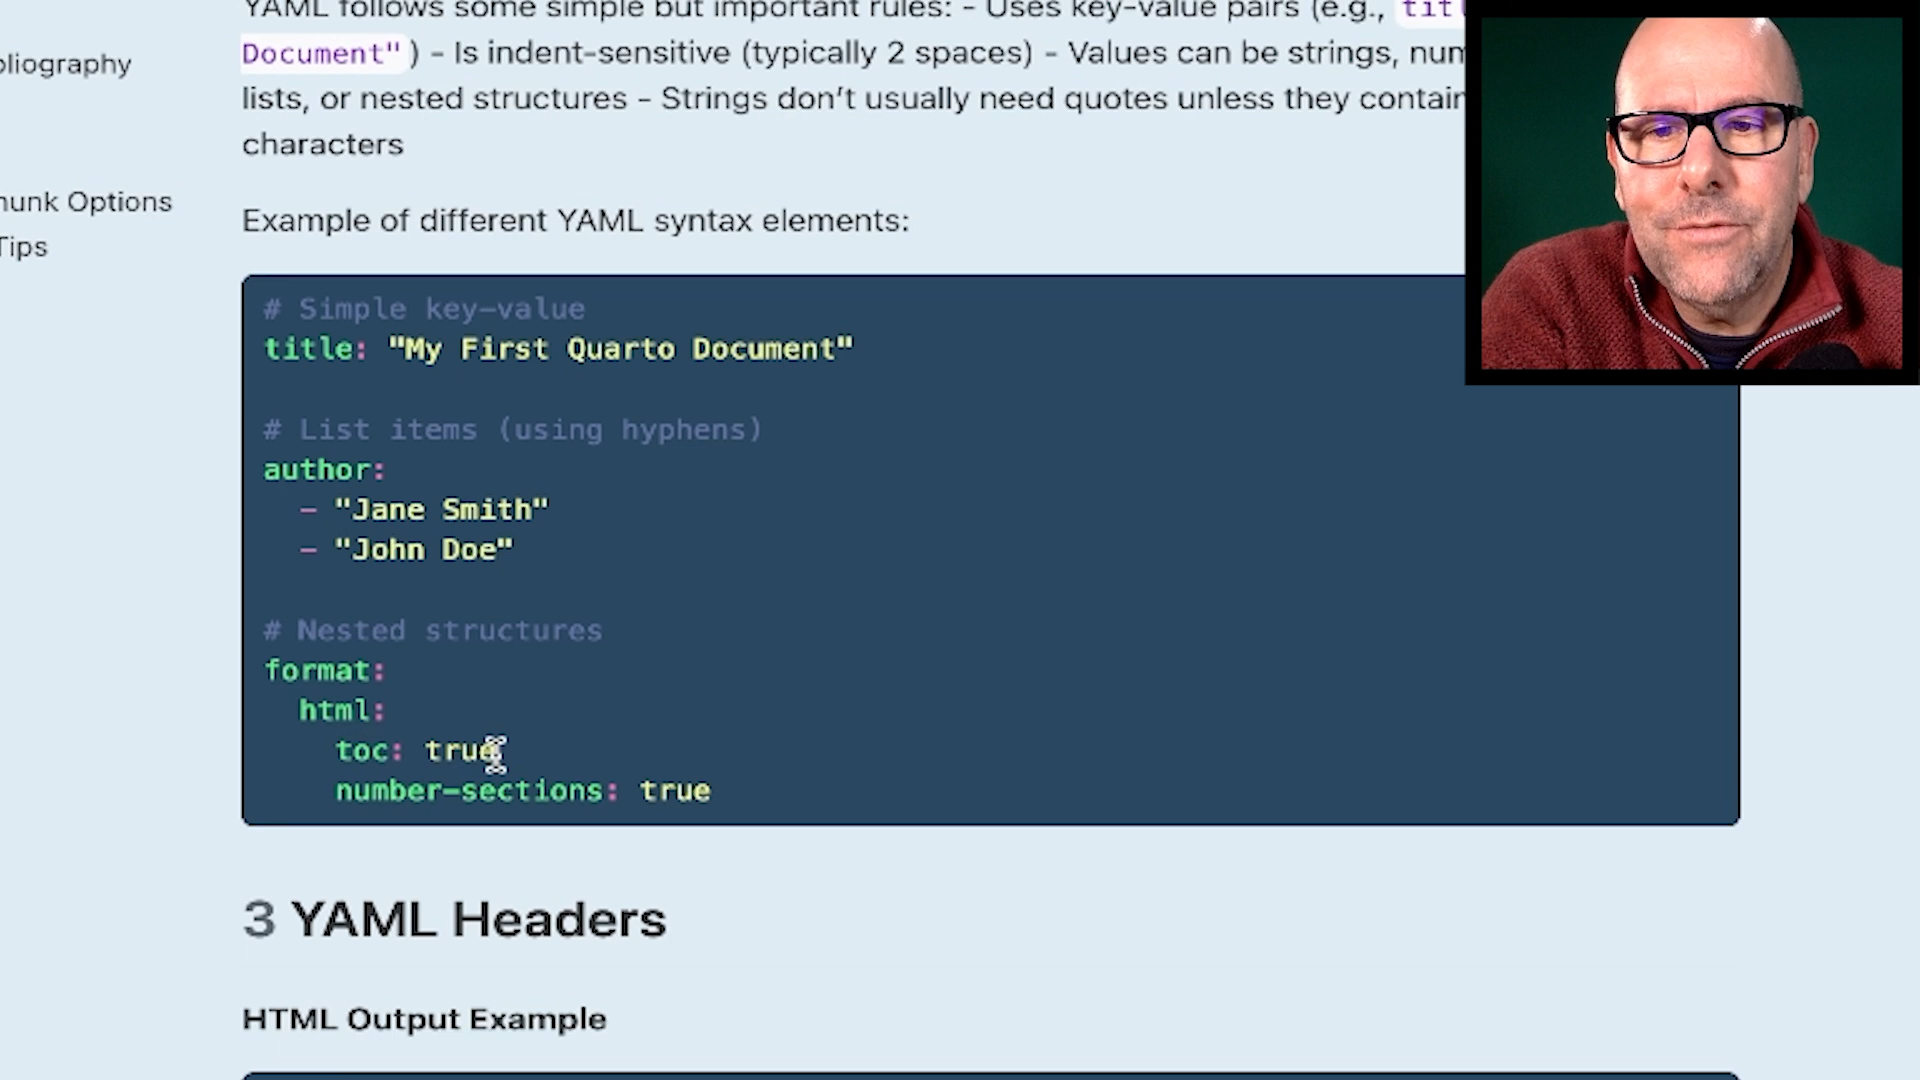 YAML follows some simple but important rules: - Uses key-value pairs (e.g.,
Document") - Is indent-sensitive (typically 2 spaces) - Values can be strings,
lists, or nested structures - Strings don't usually need quotes unless they contain
characters
Options
Tips
Example of different YAML syntax elements:
# Simple key-value
title: "My First Quarto Document"
# List items (using hyphens)
author:
- "Jane Smith"
- "John Doe"
# Nested structures
format:
html:
toc: true
number-sections: true
3 YAML Headers
HTML Output Example